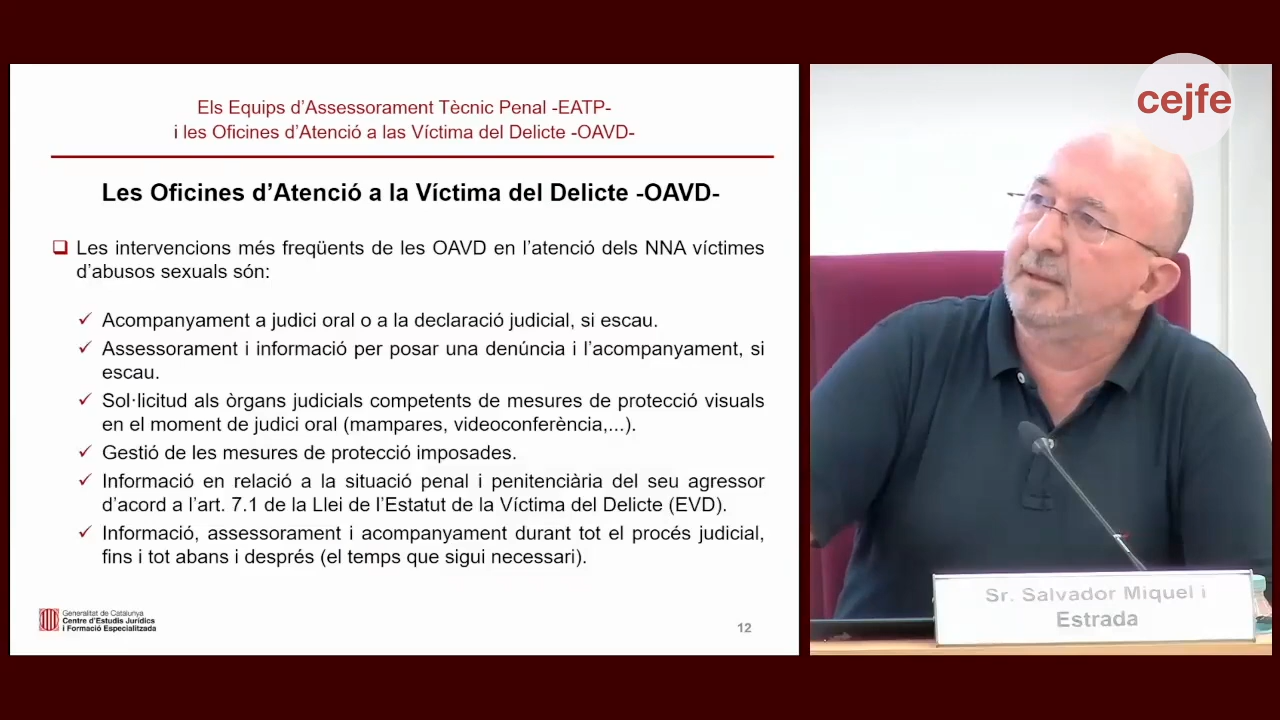 Els Equips d'Assessorament Tècnic Penal -EATP-
i les Oficines d'Atenció a las Víctima del Delicte -OAVD-
Les Oficines d'Atenció a la Víctima del Delicte -OAVD-
Les intervencions més freqüents de les OAVD en l'atenció dels NNA víctimes
d'abusos sexuals són:
Acompanyament a judici oral o a la declaració judicial, si escau.
Assessorament i informació per posar una denúncia i l'acompanyament, si
escau.
Sol·licitud als òrgans judicials competents de mesures de protecció visuals
en el moment de judici oral (mampares, videoconferència,...).
Gestió de les mesures de protecció imposades.
Informació en relació a la situació penal i penitenciària del seu agressor
d'acord a l'art. 7.1 de la Llei de l'Estatut de la Víctima del Delicte (EVD).
Informació, assessorament i acompanyament durant tot el procés judicial,
fins i tot abans i després (el temps que sigui necessari).
Generalitat de Catalunya
Centre d'Estudis Jurídics
i Formació Especialitzada
12
cejfe
Sr. Salvador Miquel i
Estrada